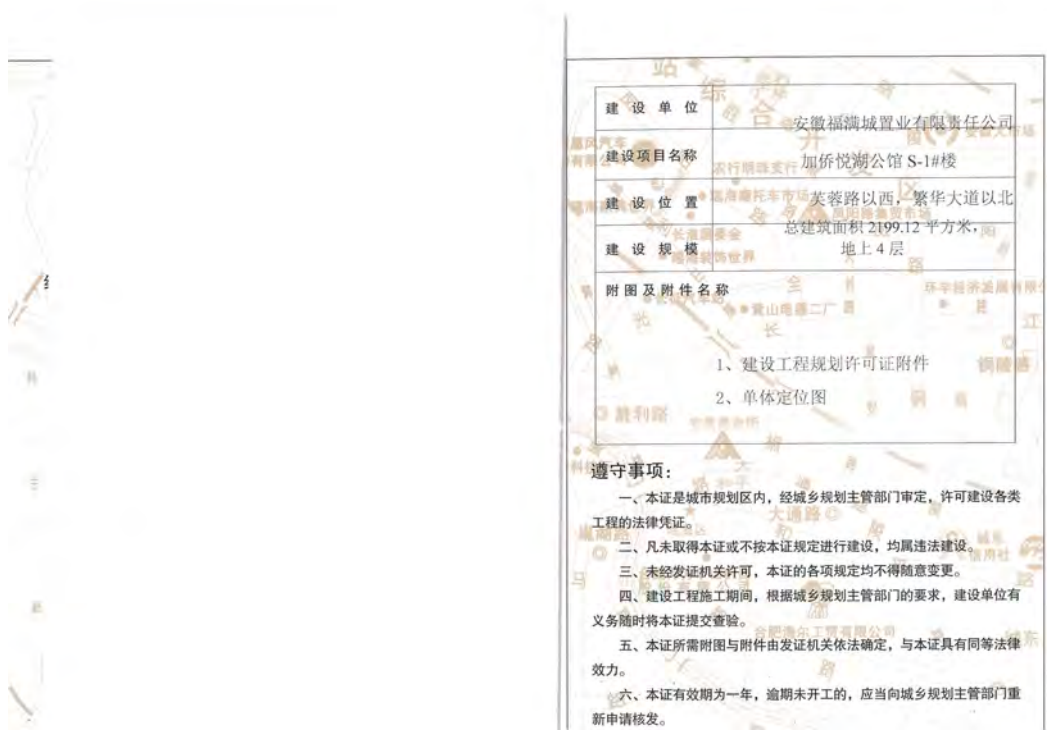 建设单位 安徽福满城置业有限责任公司
建设项目名称 加侨悦湖公馆 S-1#楼
建设位置 芙蓉路以西，繁华大道以北
建设规模 总建筑面积 2199.12 平方米，
地上 4 层
附图及附件名称
1、建设工程规划许可证附件
2、单体定位图
遵守事项：
一、本证是城市规划区内，经城乡规划主管部门审定，许可建设各类
工程的法律凭证。
二、凡未取得本证或不按本证规定进行建设，均属违法建设。
三、未经发证机关许可，本证的各项规定均不得随意变更。
四、建设工程施工期间，根据城乡规划主管部门的要求，建设单位有
义务随时将本证提交查验。
五、本证所需附图与附件由发证机关依法确定，与本证具有同等法律
效力。
六、本证有效期为一年，逾期未开工的，应当向城乡规划主管部门重
新申请核发。